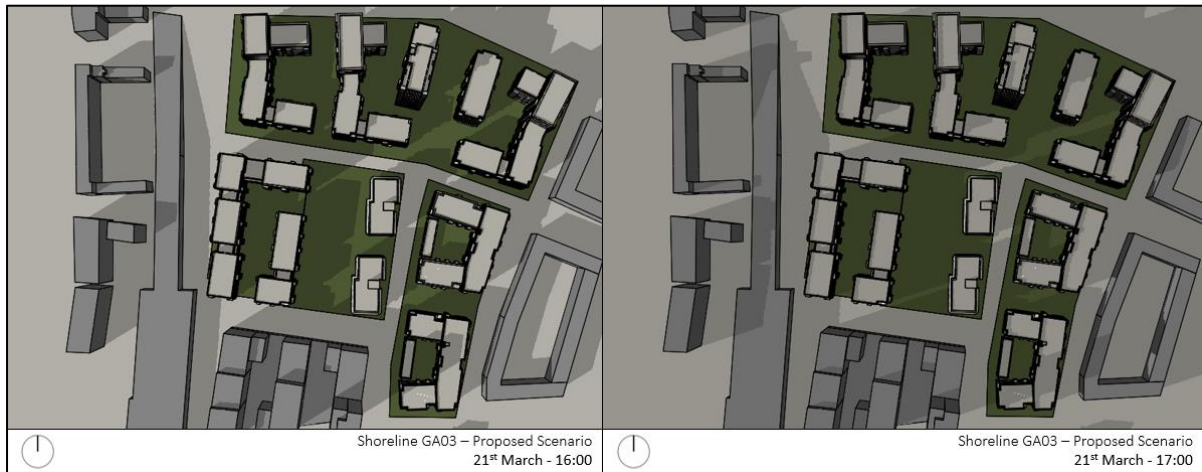 Shoreline GA03 – Proposed Scenario
21st March - 16:00
Shoreline GA03 – Proposed Scenario
21st March - 17:00